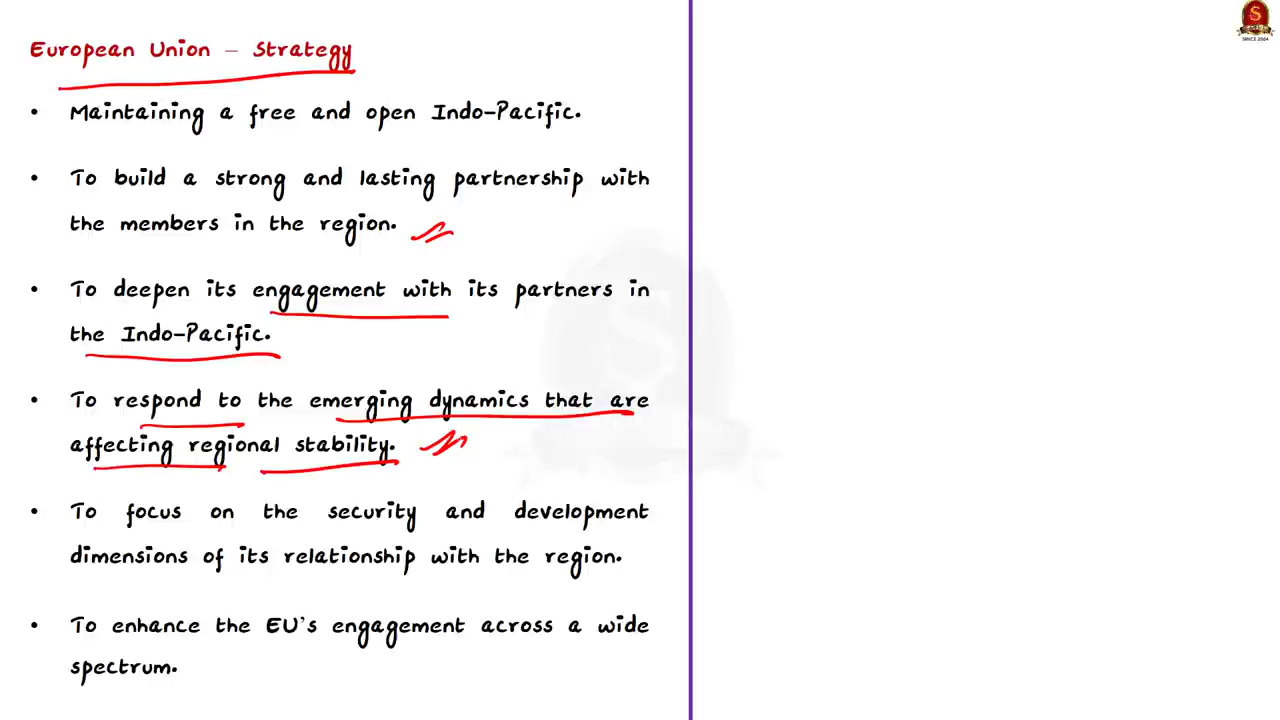 European Union – Strategy
• Maintaining a free and open Indo-Pacific.
• To build a strong and lasting partnership with
the members in the region.
• To deepen its engagement with its partners in
the Indo-Pacific.
• To respond to the emerging dynamics that are
affecting regional stability.
• To focus on the security and development
dimensions of its relationship with the region.
• To enhance the EU's engagement across a wide
spectrum.
S
SINCE 2004